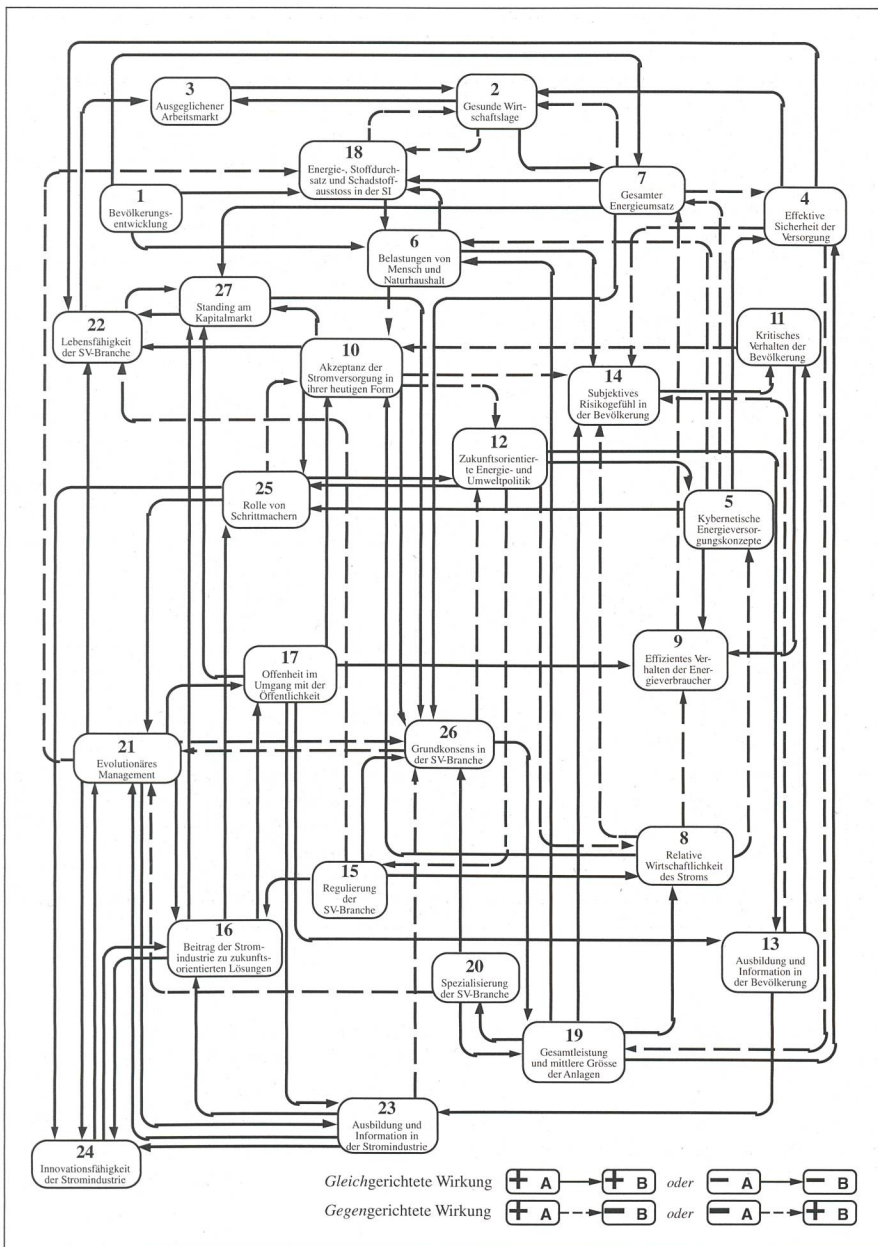 3
Ausgeglichener
Arbeitsmarkt
2
Gesunde Wirt-
schaftslage
18
Energie-, Stoffdurch-
satz und Schadstoff-
ausstoss in der SI
7
Gesamter
Energieumsatz
1
Bevölkerungs-
entwicklung
4
Effektive
Sicherheit der
Versorgung
6
Belastungen von
Mensch und
Naturhaushalt
27
Standing am
Kapitalmarkt
22
Lebensfähigkeit
der SV-Branche
11
Kritisches
Verhalten der
Bevölkerung
10
Akzeptanz der
Stromversorgung in
ihrer heutigen Form
14
Subjektives
Risikogefühl in
der Bevölkerung
12
Zukunftsorientier-
te Energie- und
Umweltpolitik
25
Rolle von
Schrittmachern
5
Kybernetische
Energieversor-
gungskonzepte
17
Offenheit im
Umgang mit der
Öffentlichkeit
9
Effizientes Ver-
halten der Ener-
gieverbraucher
21
Evolutionäres
Management
26
Grundkonsens in
der SV-Branche
8
Relative
Wirtschaftlichkeit
des Stroms
15
Regulierung
der
SV-Branche
16
Beitrag der Strom-
industrie zu zukunfts-
orientierten Lösungen
13
Ausbildung und
Information in
der Bevölkerung
20
Spezialisierung
der SV-Branche
19
Gesamtleistung
und mittlere Grösse
der Anlagen
23
Ausbildung und
Information in
der Stromindustrie
24
Innovationsfähigkeit
der Stromindustrie
Gleichgerichtete Wirkung + A + B oder − A − B
Gegengerichtete Wirkung + A − B oder − A + B